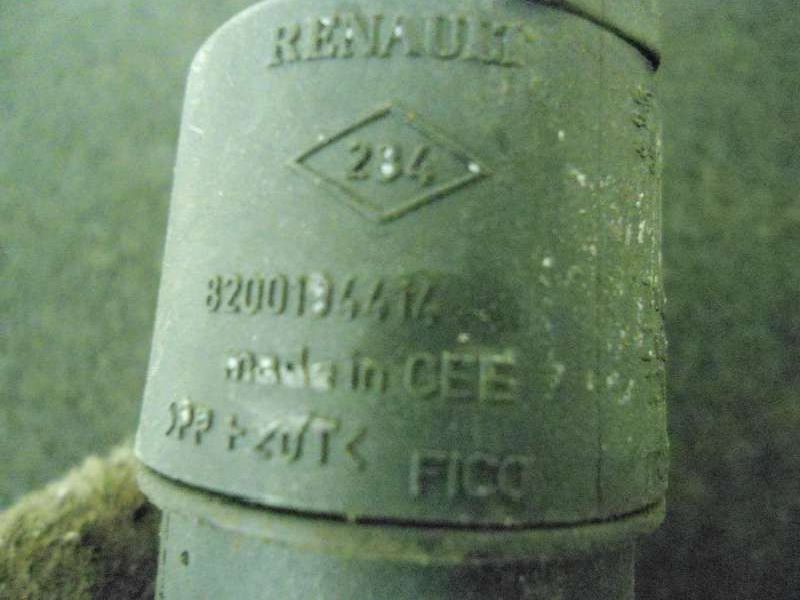 RENAULT
234
8200194414
made in CEE
FICO